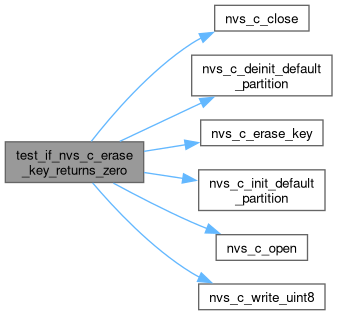 nvs_c_close
nvs_c_deinit_default
_partition
nvs_c_erase_key
test_if_nvs_c_erase
_key_returns_zero
nvs_c_init_default
_partition
nvs_c_open
nvs_c_write_uint8